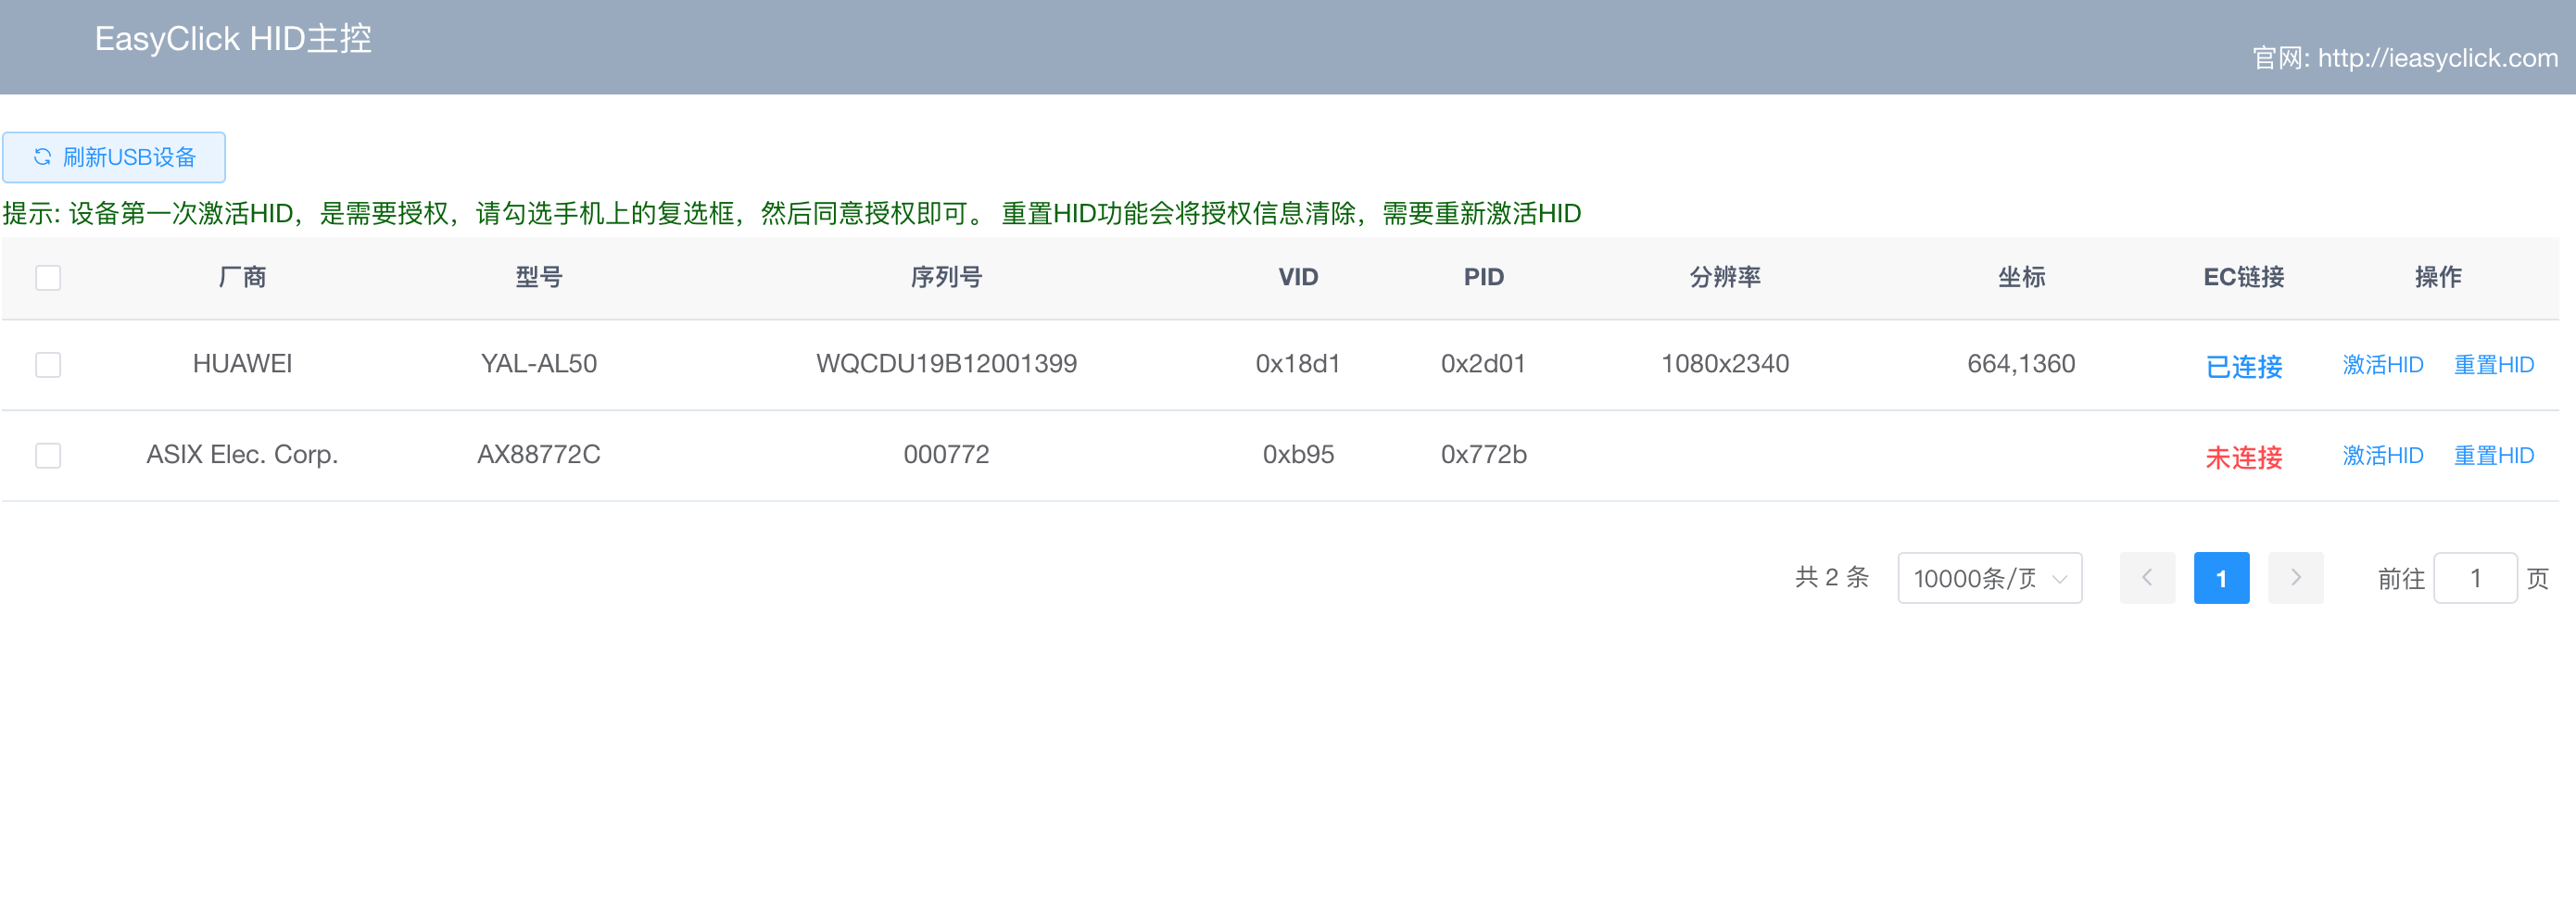 EasyClick HID主控
官网: http://ieasyclick.com
刷新USB设备
提示: 设备第一次激活HID，是需要授权，请勾选手机上的复选框，然后同意授权即可。 重置HID功能会将授权信息清除，需要重新激活HID
厂商 型号 序列号 VID PID 分辨率 坐标 EC链接 操作
HUAWEI YAL-AL50 WQCDU19B12001399 0x18d1 0x2d01 1080x2340 664,1360 已连接 激活HID 重置HID
ASIX Elec. Corp. AX88772C 000772 0xb95 0x772b 未连接 激活HID 重置HID
共 2 条 10000条/页 1 前往 1 页